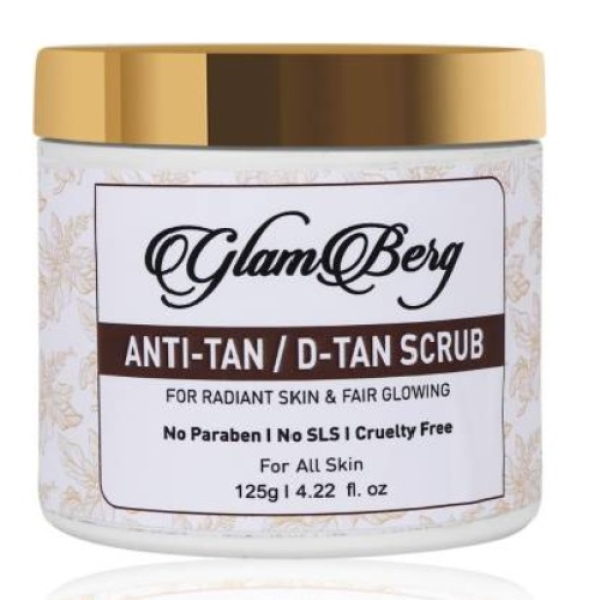 GlamBerg
ANTI-TAN / D-TAN SCRUB
FOR RADIANT SKIN & FAIR GLOWING
No Paraben I No SLS I Cruelty Free
For All Skin
125g I 4.22 fl. oz